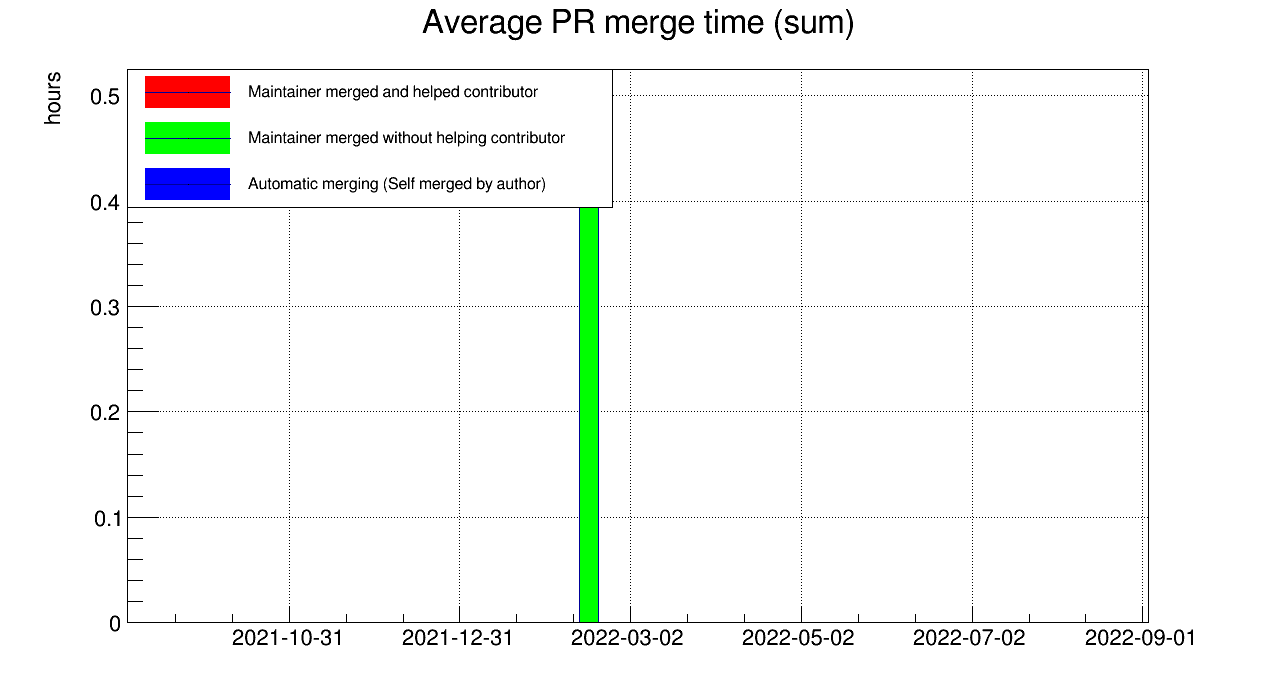 Average PR merge time (sum)
hours
Maintainer merged and helped contributor
Maintainer merged without helping contributor
Automatic merging (Self merged by author)
0.5
0.4
0.3
0.2
0.1
0
2021-10-31
2021-12-31
2022-03-02
2022-05-02
2022-07-02
2022-09-01